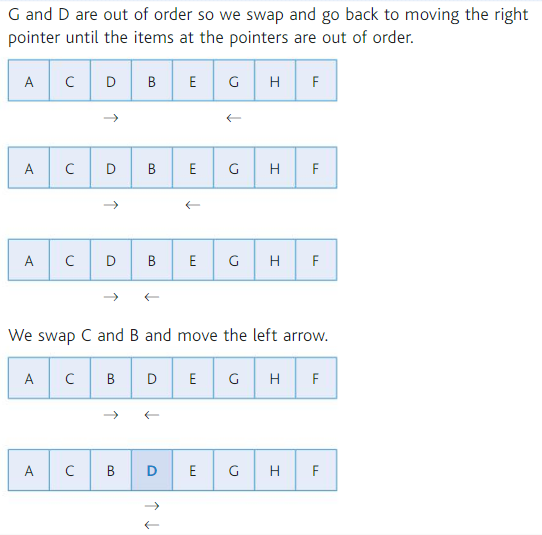 G and D are out of order so we swap and go back to moving the right
pointer until the items at the pointers are out of order.
A C D B E G H F
→ ←
A C D B E G H F
→ ←
A C D B E G H F
→ ←
We swap C and B and move the left arrow.
A C B D E G H F
→ ←
A C B D E G H F
→
←